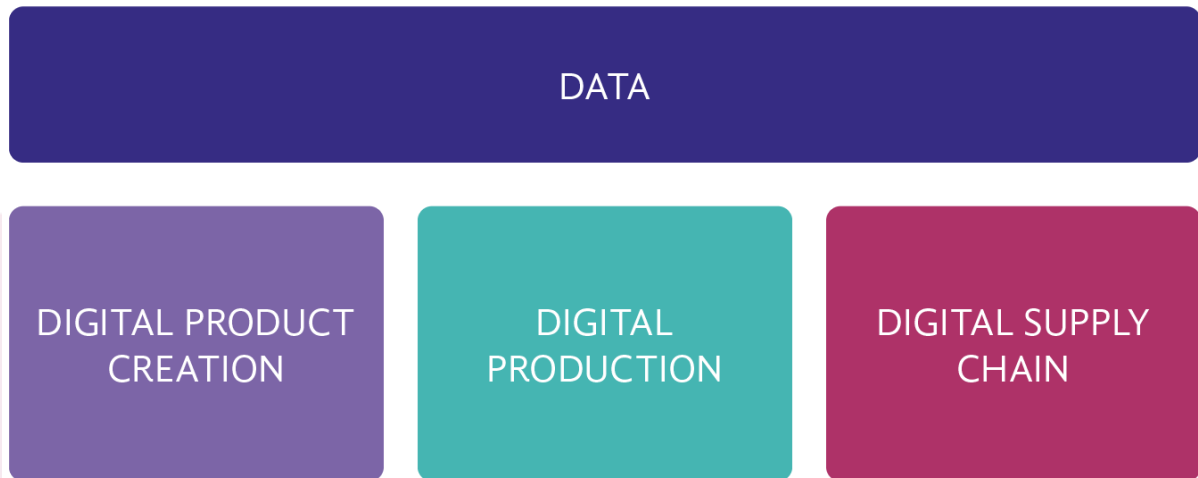 DATA
DIGITAL PRODUCT
CREATION
DIGITAL
PRODUCTION
DIGITAL SUPPLY
CHAIN